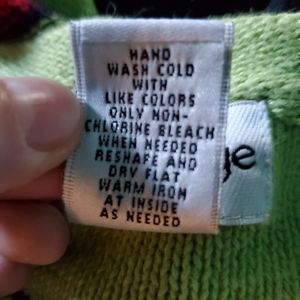 HAND
WASH COLD
WITH
LIKE COLORS
ONLY NON-
CHLORINE BLEACH
WHEN NEEDED
RESHAPE AND
DRY FLAT
WARM IRON
AT INSIDE
AS NEEDED
ge